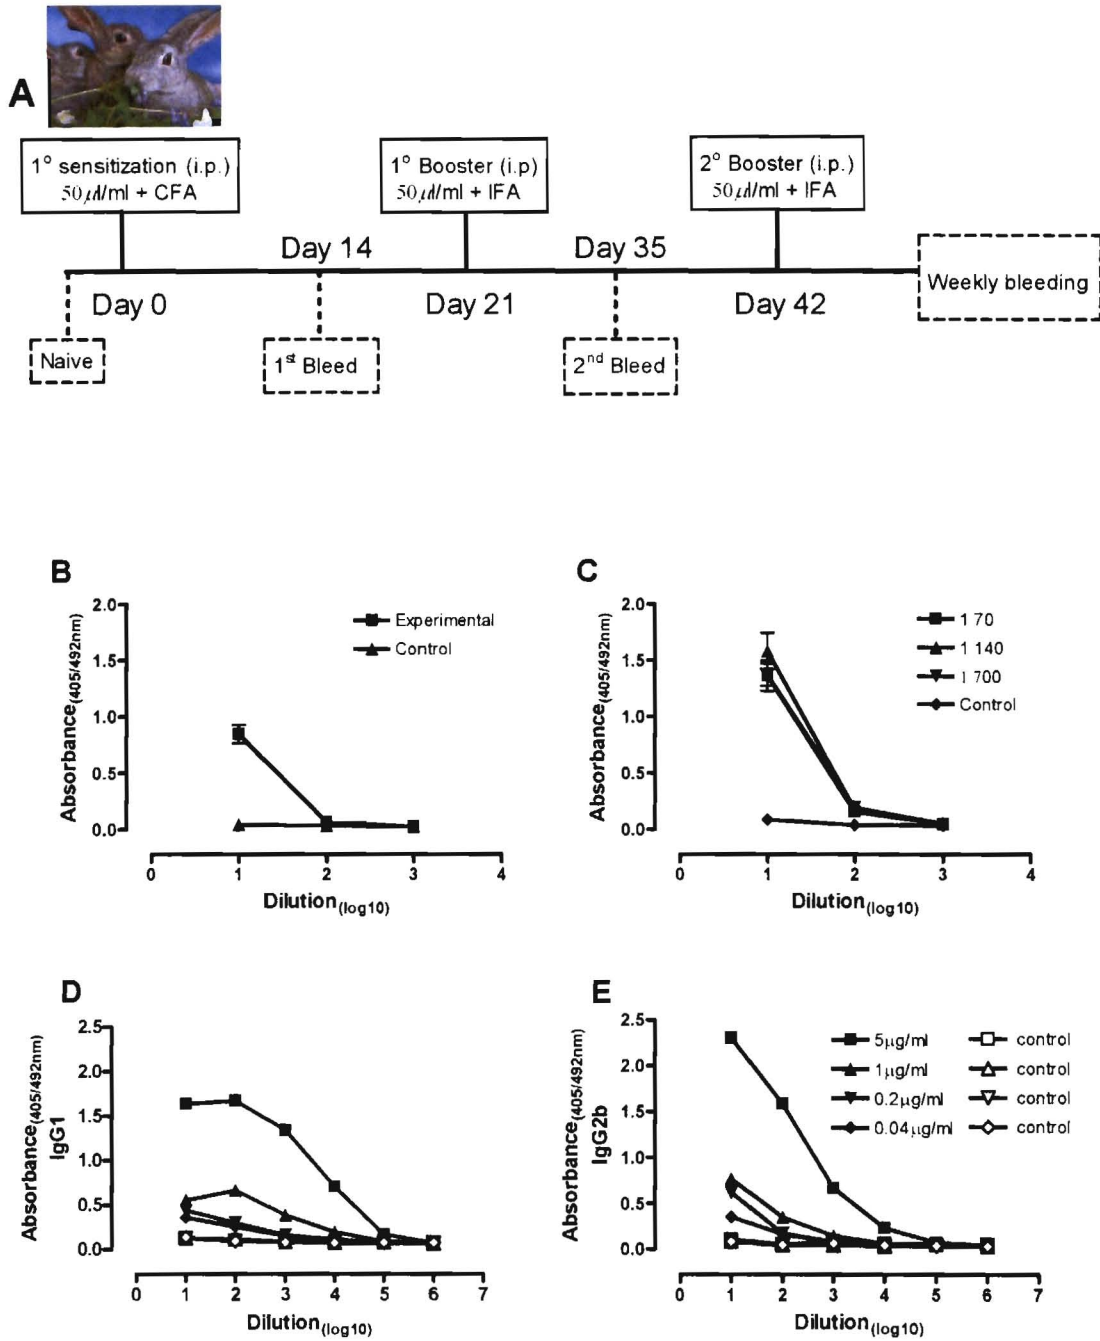 A
1° sensitization (i.p.)
50 µl/ml + CFA
1° Booster (i.p)
50 µl/ml + IFA
2° Booster (i.p.)
50 µl/ml + IFA
Day 14
Day 35
Weekly bleeding
Day 0
Day 21
Day 42
Naive
1st Bleed
2nd Bleed
B
Absorbance(405/492nm)
2.0
1.5
1.0
0.5
0.0
Experimental
Control
0 1 2 3 4
Dilution(log10)
C
Absorbance(405/492nm)
2.0
1.5
1.0
0.5
0.0
1 70
1 140
1 700
Control
0 1 2 3 4
Dilution(log10)
D
Absorbance(405/492nm)
IgG1
2.5
2.0
1.5
1.0
0.5
0.0
0 1 2 3 4 5 6 7
Dilution(log10)
E
Absorbance(405/492nm)
IgG2b
2.5
2.0
1.5
1.0
0.5
0.0
5µg/ml control
1µg/ml control
0.2µg/ml control
0.04µg/ml control
0 1 2 3 4 5 6 7
Dilution(log10)